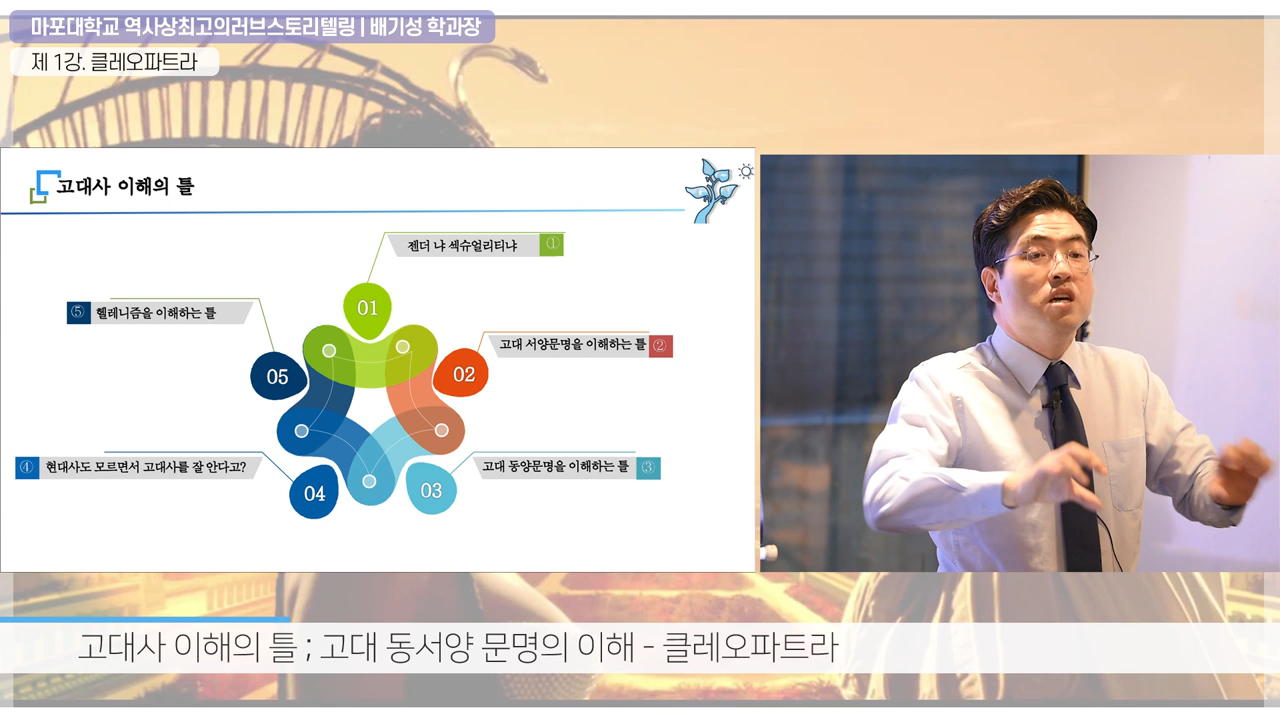 마포대학교 역사상최고의러브스토리텔링 | 배기성 학과장
제 1강. 클레오파트라
고대사 이해의 틀
젠더 냐 섹슈얼리티냐 ①
01
⑤ 헬레니즘을 이해하는 틀
고대 서양문명을 이해하는 틀 ②
05
02
④ 현대사도 모르면서 고대사를 잘 안다고?
고대 동양문명을 이해하는 틀 ③
04
03
고대사 이해의 틀 ; 고대 동서양 문명의 이해 - 클레오파트라